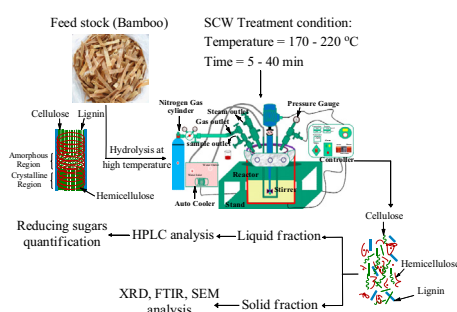 Feed stock (Bamboo)
SCW Treatment condition:
Temperature = 170 - 220 °C
Time = 5 - 40 min
Nitrogen Gas
cylinder
Steam outlet
Gas outlet
sample outlet
Pressure Gauge
Cellulose
Lignin
Hydrolysis at
high temperature
Amorphous
Region
Crystalline
Region
Hemicellulose
Reactor
Controller
Stirrer
Auto Cooler
Stand
Cellulose
Reducing sugars
quantification
HPLC analysis
Liquid fraction
Hemicellulose
Lignin
XRD, FTIR, SEM
analysis
Solid fraction